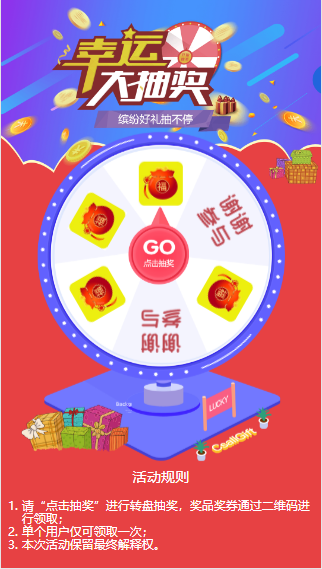 幸运
大抽奖
缤纷好礼抽不停
福
谢谢
参与
GO
点击抽奖
谢谢
参与
LUCKY
Cool!Gift
活动规则
1. 请“点击抽奖”进行转盘抽奖，奖品奖券通过二维码进
行领取；
2. 单个用户仅可领取一次；
3. 本次活动保留最终解释权。